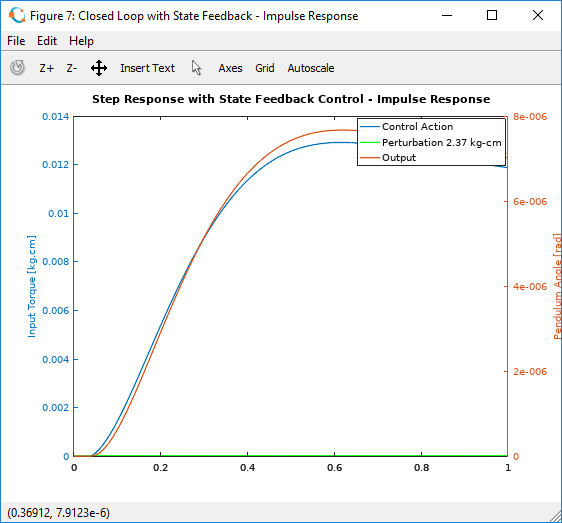 Figure 7: Closed Loop with State Feedback - Impulse Response
File Edit Help
Z+ Z- Insert Text Axes Grid Autoscale
Step Response with State Feedback Control - Impulse Response
0.014
0.012
0.01
0.008
0.006
0.004
0.002
0
Input Torque [kg.cm]
Control Action
Perturbation 2.37 kg-cm
Output
8e-006
6e-006
4e-006
2e-006
0
Pendulum Angle [rad]
0 0.2 0.4 0.6 0.8 1
(0.36912, 7.9123e-6)